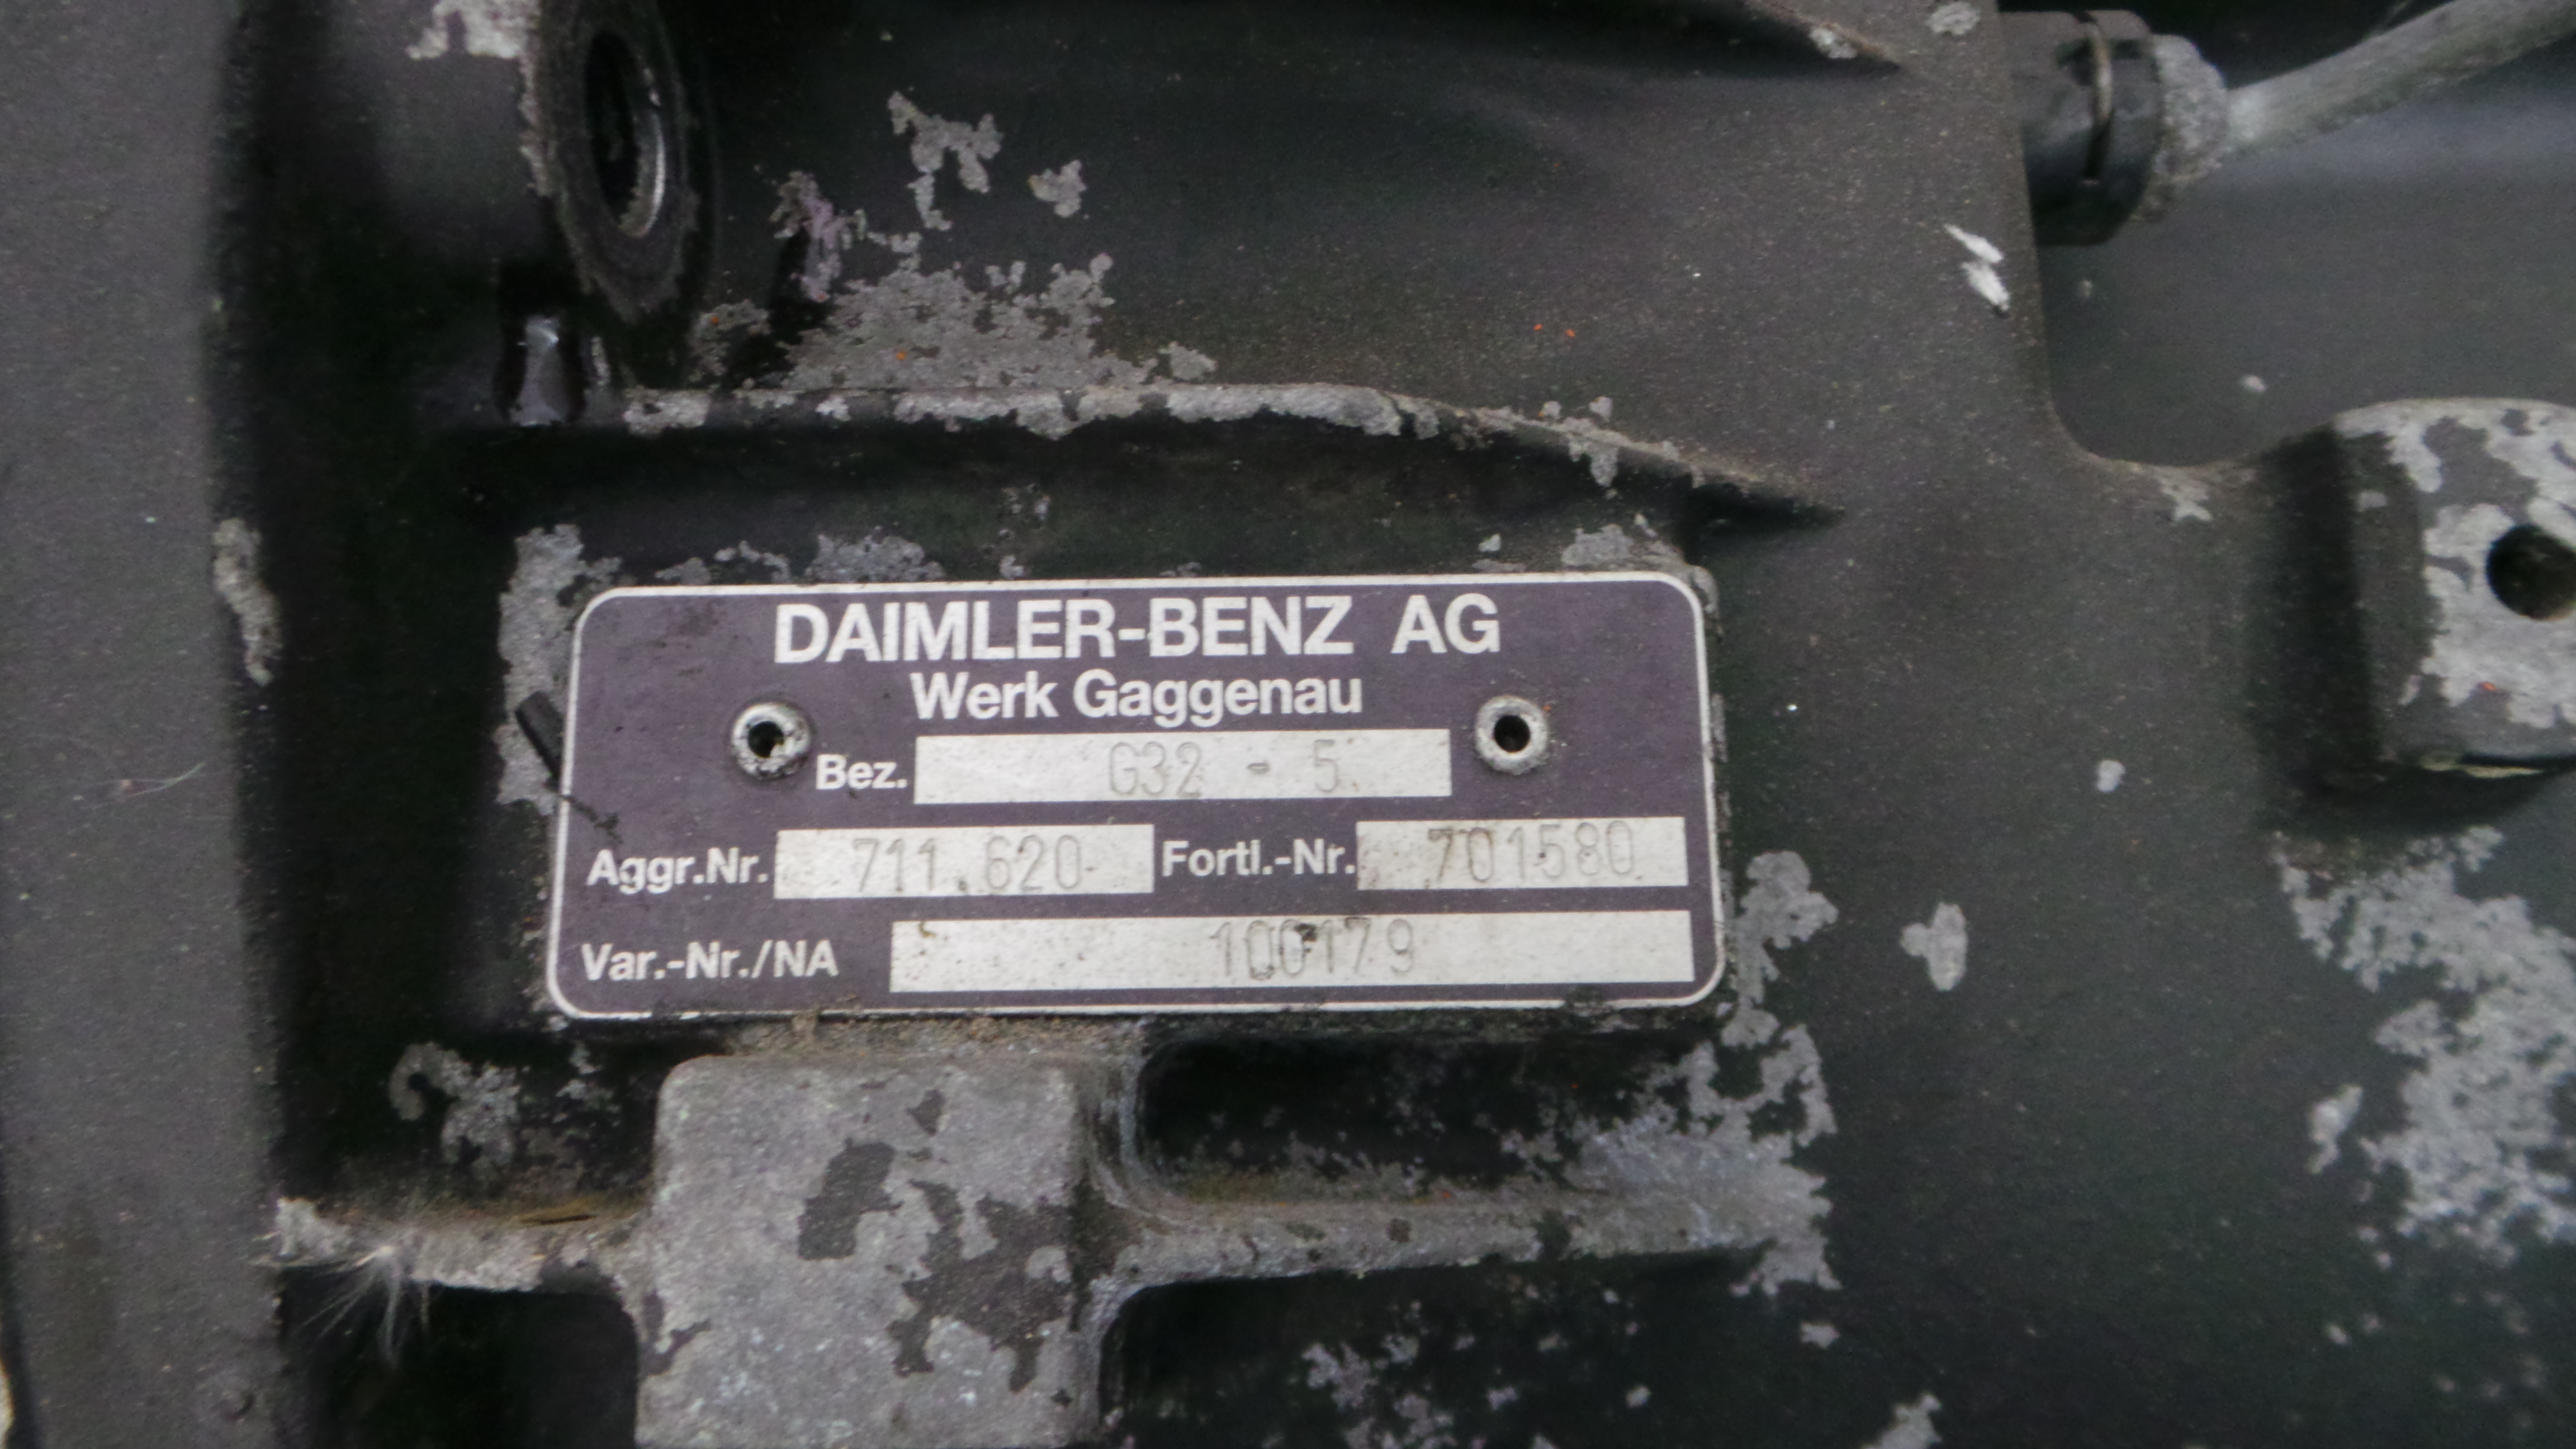 DAIMLER-BENZ AG
Werk Gaggenau
Bez. G32 - 5
Aggr.Nr. 711.620 Fortl.-Nr. 701580
Var.-Nr./NA 100179